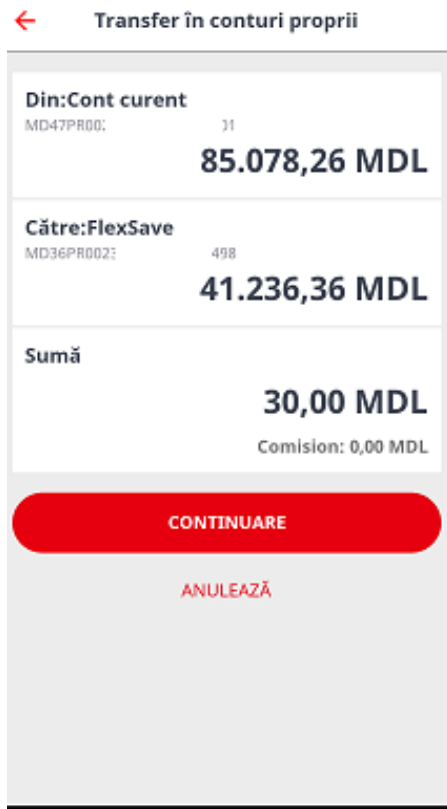 Transfer în conturi proprii
Din:Cont curent
MD47PR00
85.078,26 MDL
Către:FlexSave
MD36PR002 498
41.236,36 MDL
Sumă
30,00 MDL
Comision: 0,00 MDL
CONTINUARE
ANULEAZĂ